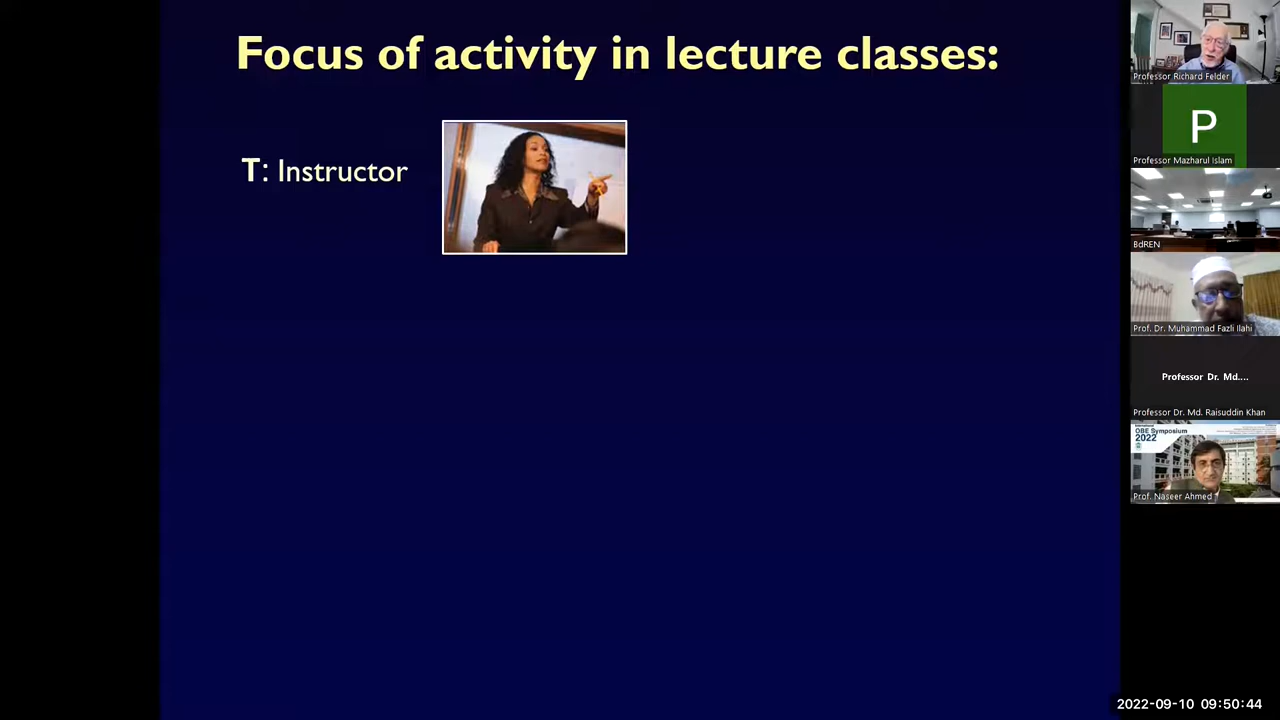 Focus of activity in lecture classes:
T: Instructor
Professor Richard Felder
P
Professor Mazharul Islam
BdREN
Prof. Dr. Muhammad Fazli Ilahi
Professor Dr. Md....
Professor Dr. Md. Raisuddin Khan
International
OBE Symposium
2022
Prof. Naseer Ahmed
2022-09-10 09:50:44